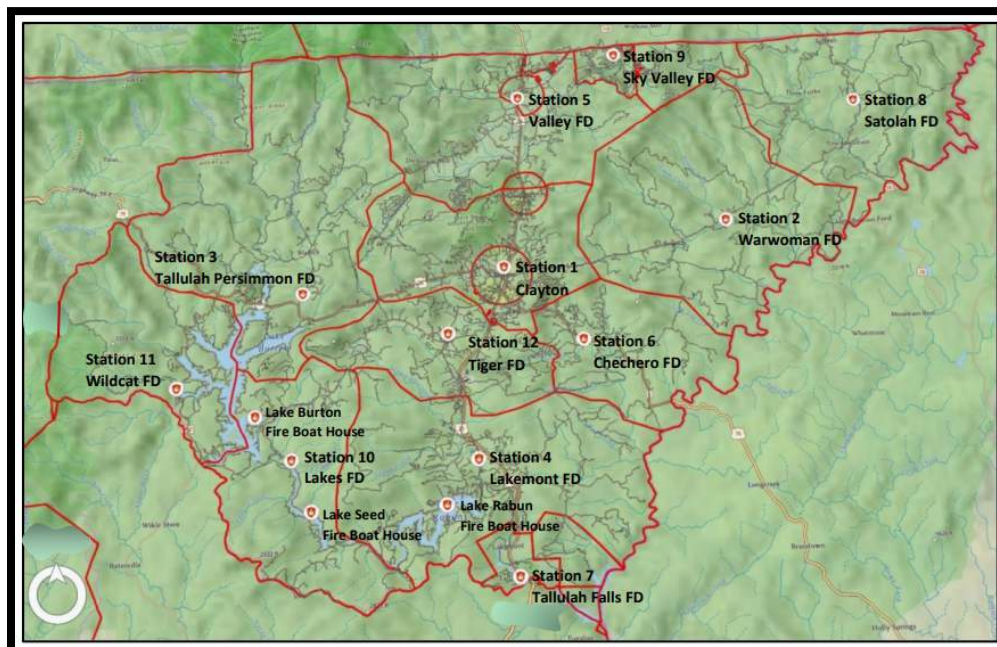 Station 9
Sky Valley FD
Station 5
Valley FD
Station 8
Satolah FD
Station 2
Warwoman FD
Station 3
Tallulah Persimmon FD
Station 1
Clayton
Station 12
Tiger FD
Station 6
Chechero FD
Station 11
Wildcat FD
Lake Burton
Fire Boat House
Station 10
Lakes FD
Station 4
Lakemont FD
Lake Seed
Fire Boat House
Lake Rabun
Fire Boat House
Station 7
Tallulah Falls FD
Longcreek
Holly Springs